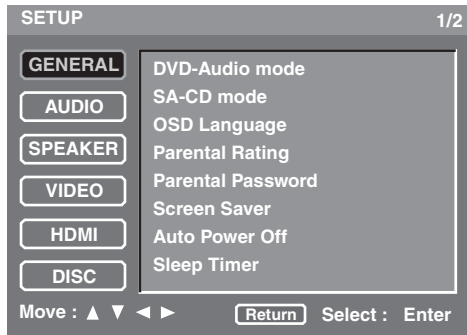 SETUP 1/2
GENERAL
AUDIO
SPEAKER
VIDEO
HDMI
DISC
DVD-Audio mode
SA-CD mode
OSD Language
Parental Rating
Parental Password
Screen Saver
Auto Power Off
Sleep Timer
Move : ▲ ▼ ◄ ► Return Select : Enter